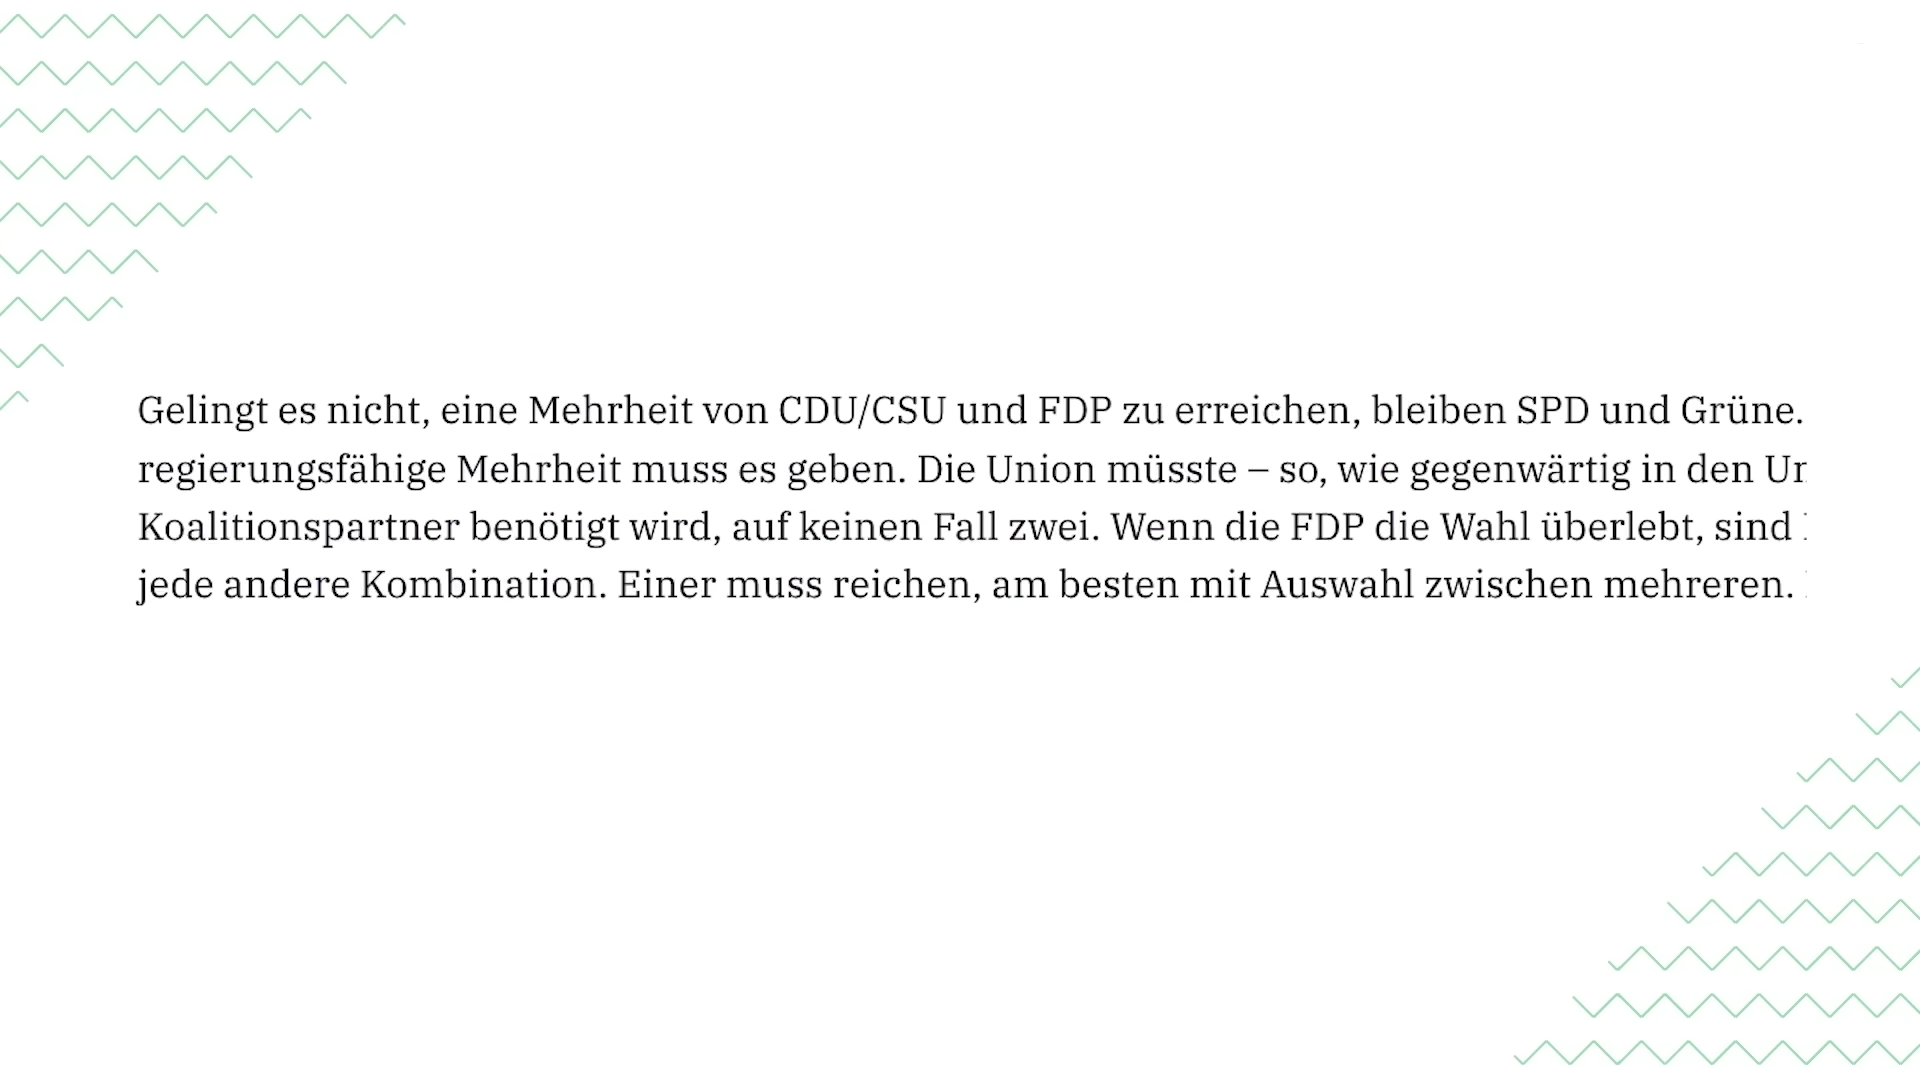 Gelingt es nicht, eine Mehrheit von CDU/CSU und FDP zu erreichen, bleiben SPD und Grüne.
regierungsfähige Mehrheit muss es geben. Die Union müsste – so, wie gegenwärtig in den
Koalitionspartner benötigt wird, auf keinen Fall zwei. Wenn die FDP die Wahl überlebt, sind
jede andere Kombination. Einer muss reichen, am besten mit Auswahl zwischen mehreren.